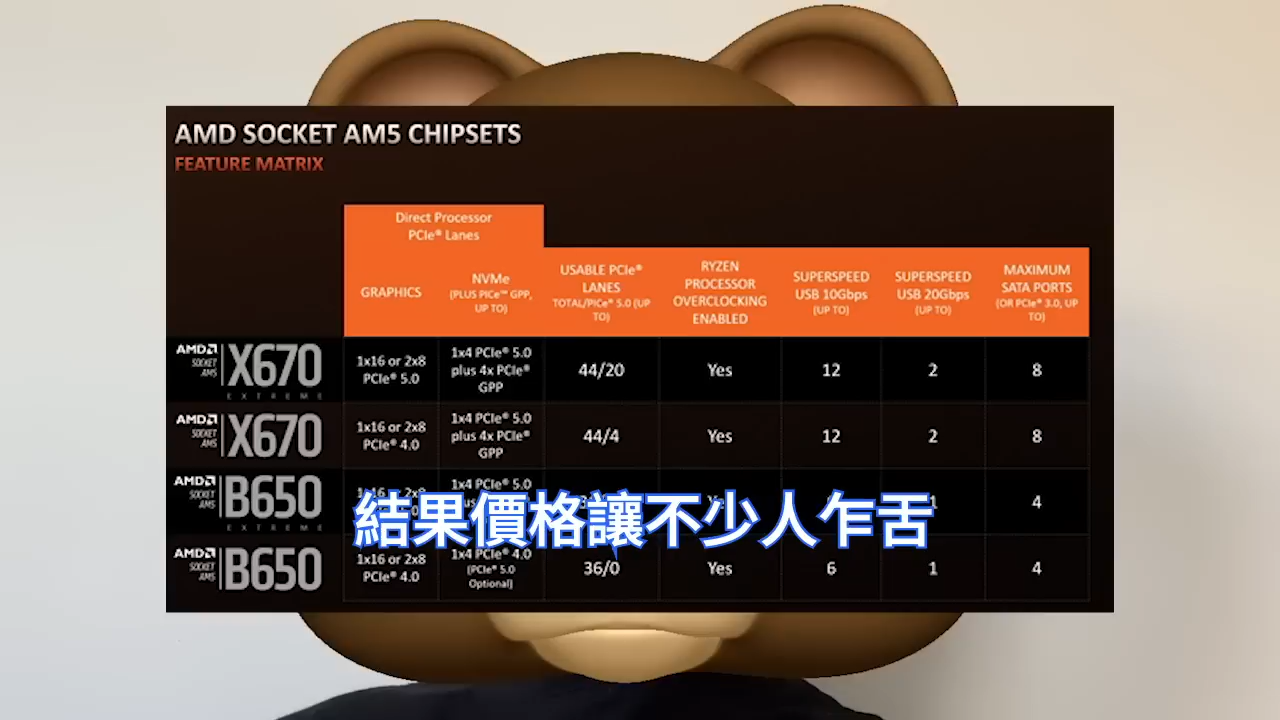 AMD SOCKET AM5 CHIPSETS
FEATURE MATRIX
Direct Processor
PCIe® Lanes
GRAPHICS
NVMe
(PLUS PICe™ GPP,
UP TO)
USABLE PCIe®
LANES
TOTAL/PICe® 5.0 (UP
TO)
RYZEN
PROCESSOR
OVERCLOCKING
ENABLED
SUPERSPEED
USB 10Gbps
(UP TO)
SUPERSPEED
USB 20Gbps
(UP TO)
MAXIMUM
SATA PORTS
(OR PCIe® 3.0, UP
TO)
AMD
SOCKET
AM5
X670
EXTREME
1x16 or 2x8
PCIe® 5.0
1x4 PCIe® 5.0
plus 4x PCIe®
GPP
44/20
Yes
12
2
8
AMD
SOCKET
AM5
X670
1x16 or 2x8
PCIe® 4.0
1x4 PCIe® 5.0
plus 4x PCIe®
GPP
44/4
Yes
12
2
8
AMD
SOCKET
AM5
B650
EXTREME
1x4 PCIe® 5.0
4
結果價格讓不少人乍舌
AMD
SOCKET
AM5
B650
1x16 or 2x8
PCIe® 4.0
1x4 PCIe® 4.0
(PCIe® 5.0
Optional)
36/0
Yes
6
1
4